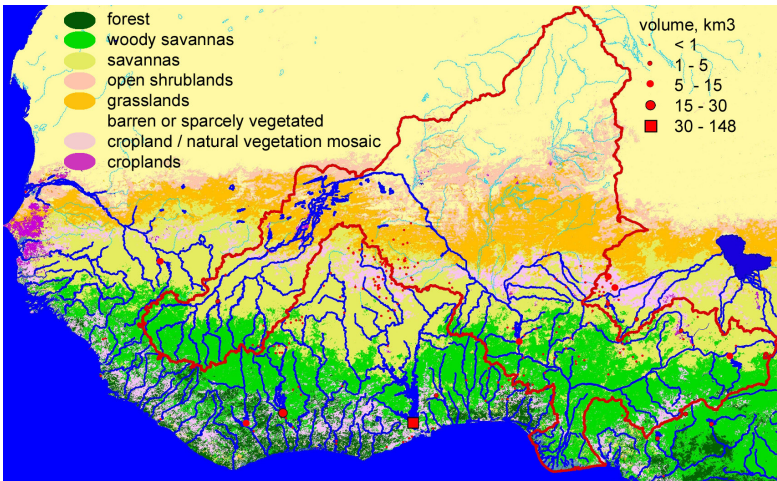 forest
woody savannas
savannas
open shrublands
grasslands
barren or sparcely vegetated
cropland / natural vegetation mosaic
croplands
volume, km3
< 1
1 - 5
5 - 15
15 - 30
30 - 148